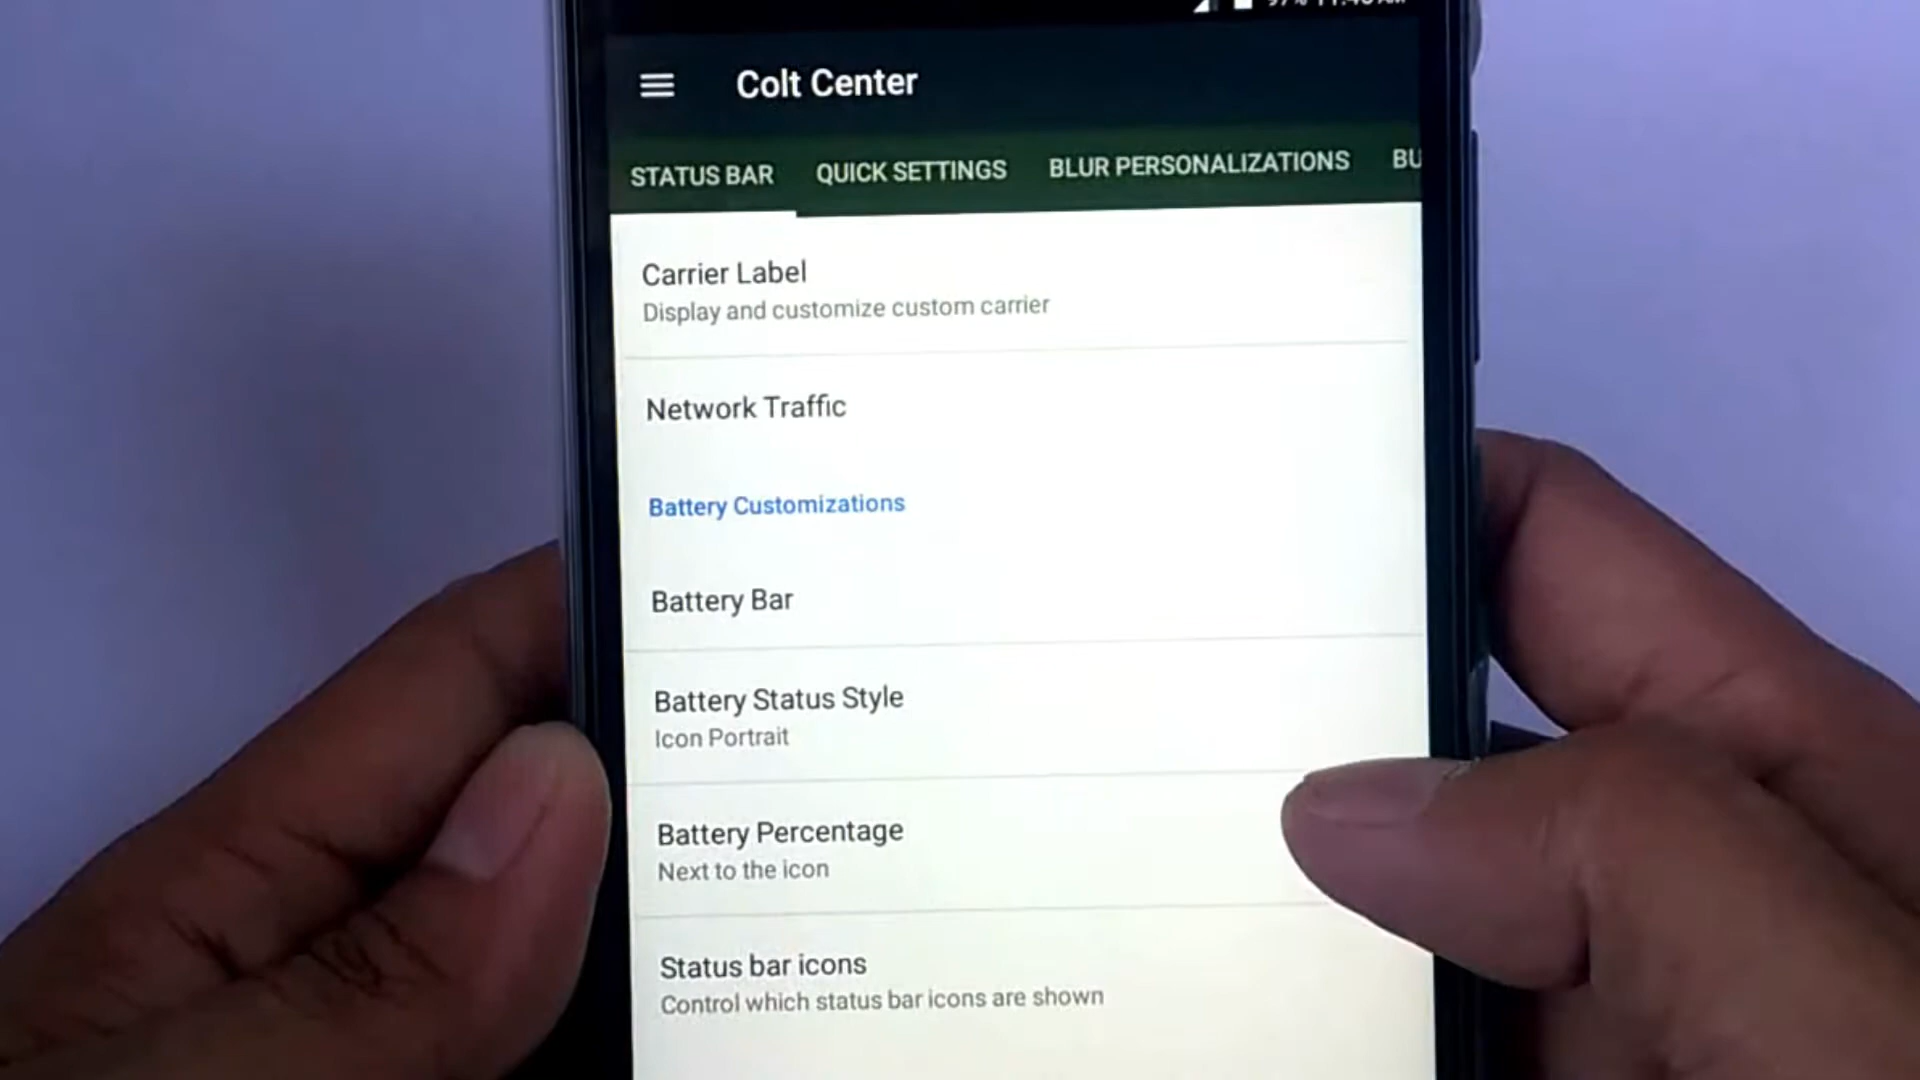 Colt Center
STATUS BAR QUICK SETTINGS BLUR PERSONALIZATIONS BU
Carrier Label
Display and customize custom carrier
Network Traffic
Battery Customizations
Battery Bar
Battery Status Style
Icon Portrait
Battery Percentage
Next to the icon
Status bar icons
Control which status bar icons are shown